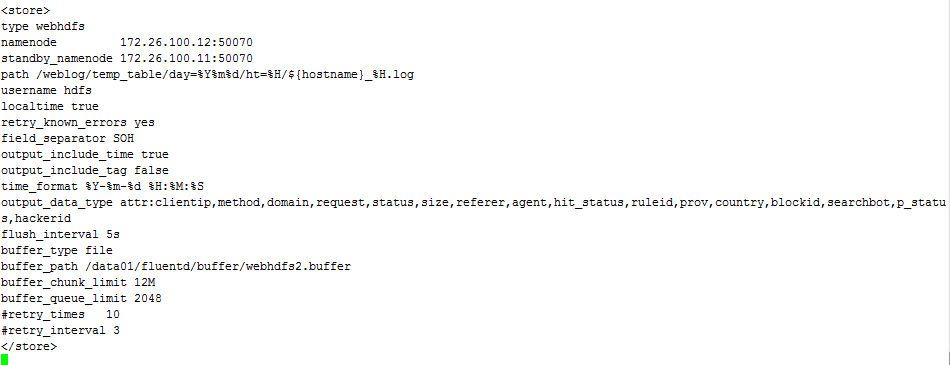 <store>
type webhdfs
namenode         172.26.100.12:50070
standby_namenode 172.26.100.11:50070
path /weblog/temp_table/day=%Y%m%d/ht=%H/${hostname}_%H.log
username hdfs
localtime true
retry_known_errors yes
field_separator SOH
output_include_time true
output_include_tag false
time_format %Y-%m-%d %H:%M:%S
output_data_type attr:clientip,method,domain,request,status,size,referer,agent,hit_status,ruleid,prov,country,blockid,searchbot,p_statu
s,hackerid
flush_interval 5s
buffer_type file
buffer_path /data01/fluentd/buffer/webhdfs2.buffer
buffer_chunk_limit 12M
buffer_queue_limit 2048
#retry_times   10
#retry_interval 3
</store>